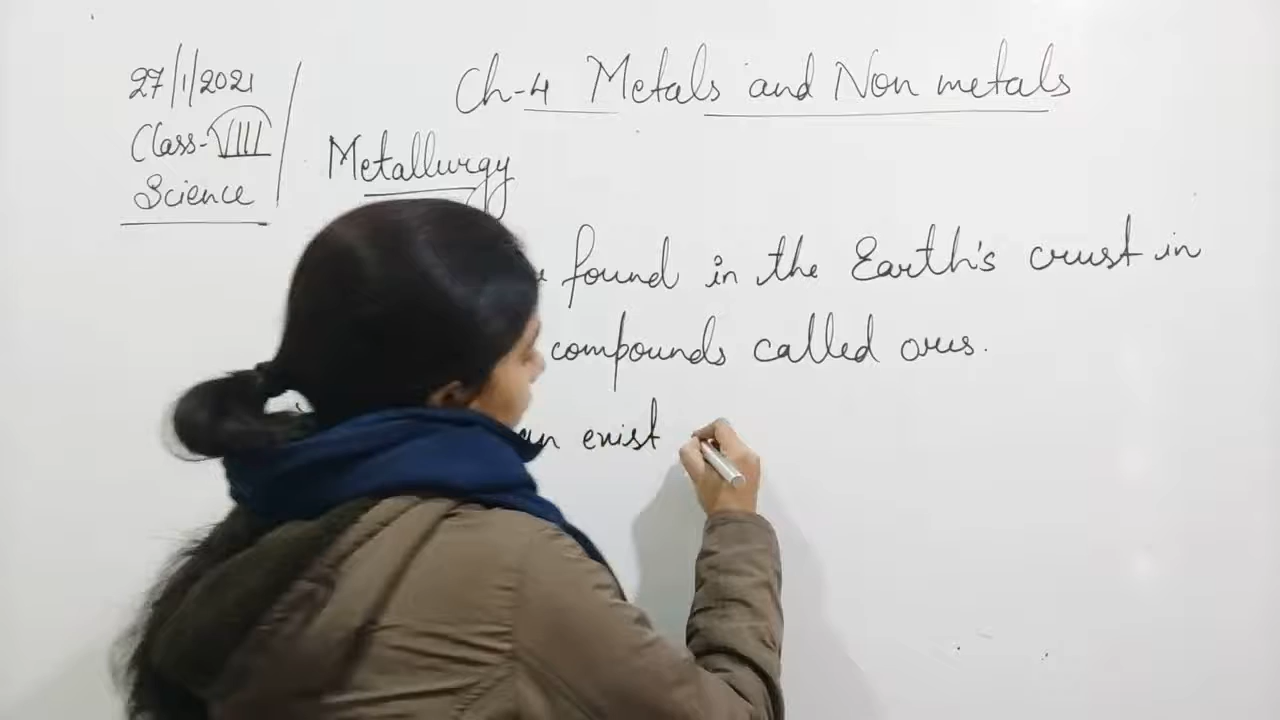 27/1/2021
Class-VIII
Science
Ch-4 Metals and Non metals
Metallurgy
found in the Earth's crust in
compounds called ores.
exist